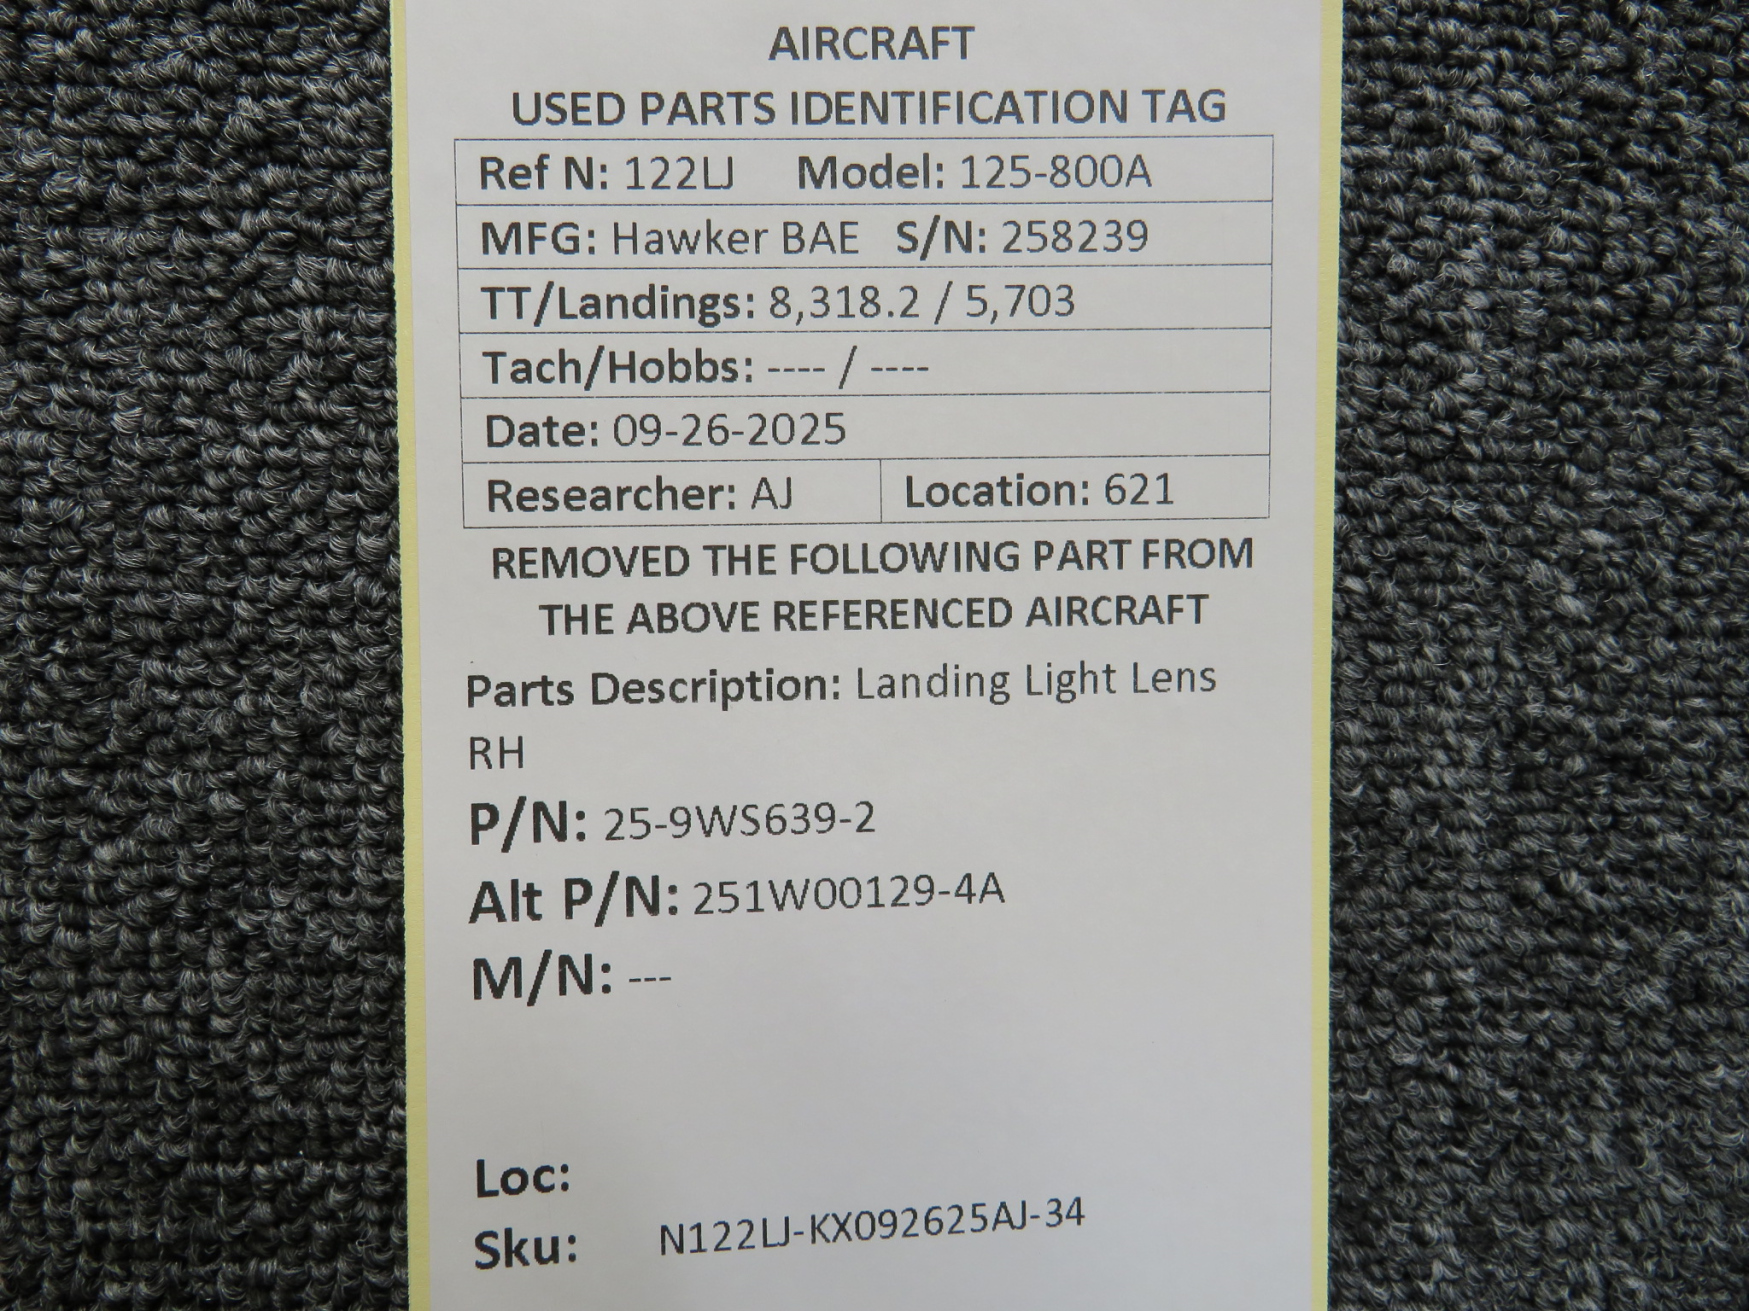 AIRCRAFT
USED PARTS IDENTIFICATION TAG
Ref N: 122LJ Model: 125-800A
MFG: Hawker BAE S/N: 258239
TT/Landings: 8,318.2 / 5,703
Tach/Hobbs: ---- / ----
Date: 09-26-2025
Researcher: AJ Location: 621
REMOVED THE FOLLOWING PART FROM
THE ABOVE REFERENCED AIRCRAFT
Parts Description: Landing Light Lens
RH
P/N: 25-9WS639-2
Alt P/N: 251W00129-4A
M/N: ---
Loc:
Sku: N122LJ-KX092625AJ-34